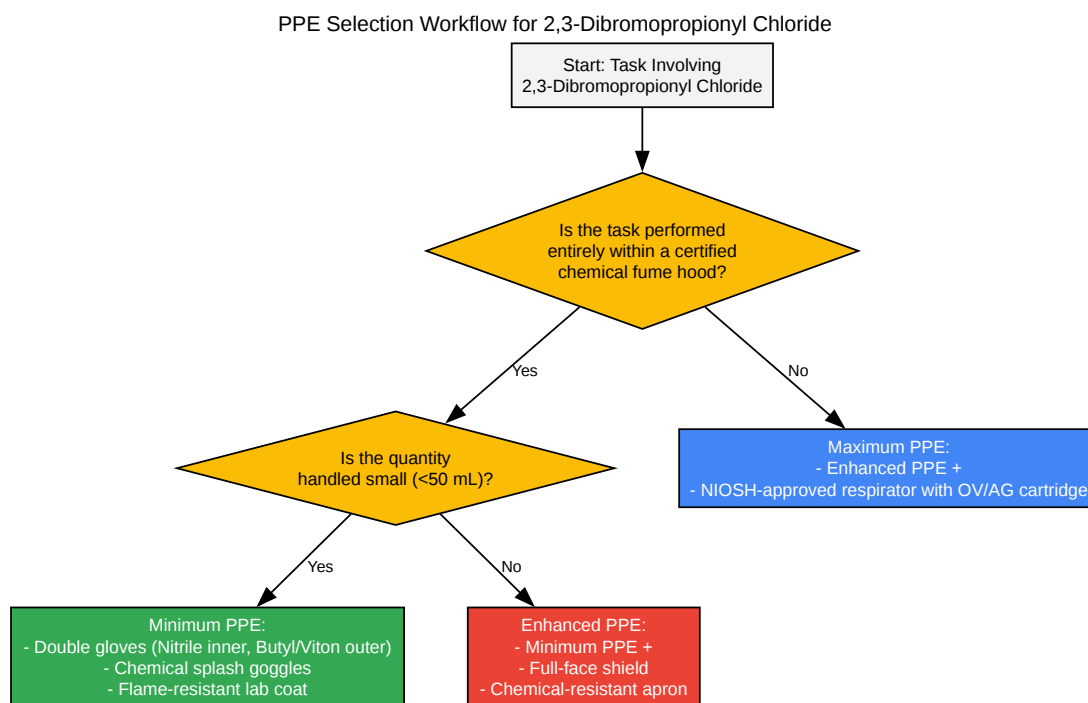 PPE Selection Workflow for 2,3-Dibromopropionyl Chloride
Start: Task Involving
2,3-Dibromopropionyl Chloride
Is the task performed
entirely within a certified
chemical fume hood?
Yes
No
Is the quantity
handled small (<50 mL)?
Maximum PPE:
- Enhanced PPE +
- NIOSH-approved respirator with OV/AG cartridge
Yes
No
Minimum PPE:
- Double gloves (Nitrile inner, Butyl/Viton outer)
- Chemical splash goggles
- Flame-resistant lab coat
Enhanced PPE:
- Minimum PPE +
- Full-face shield
- Chemical-resistant apron